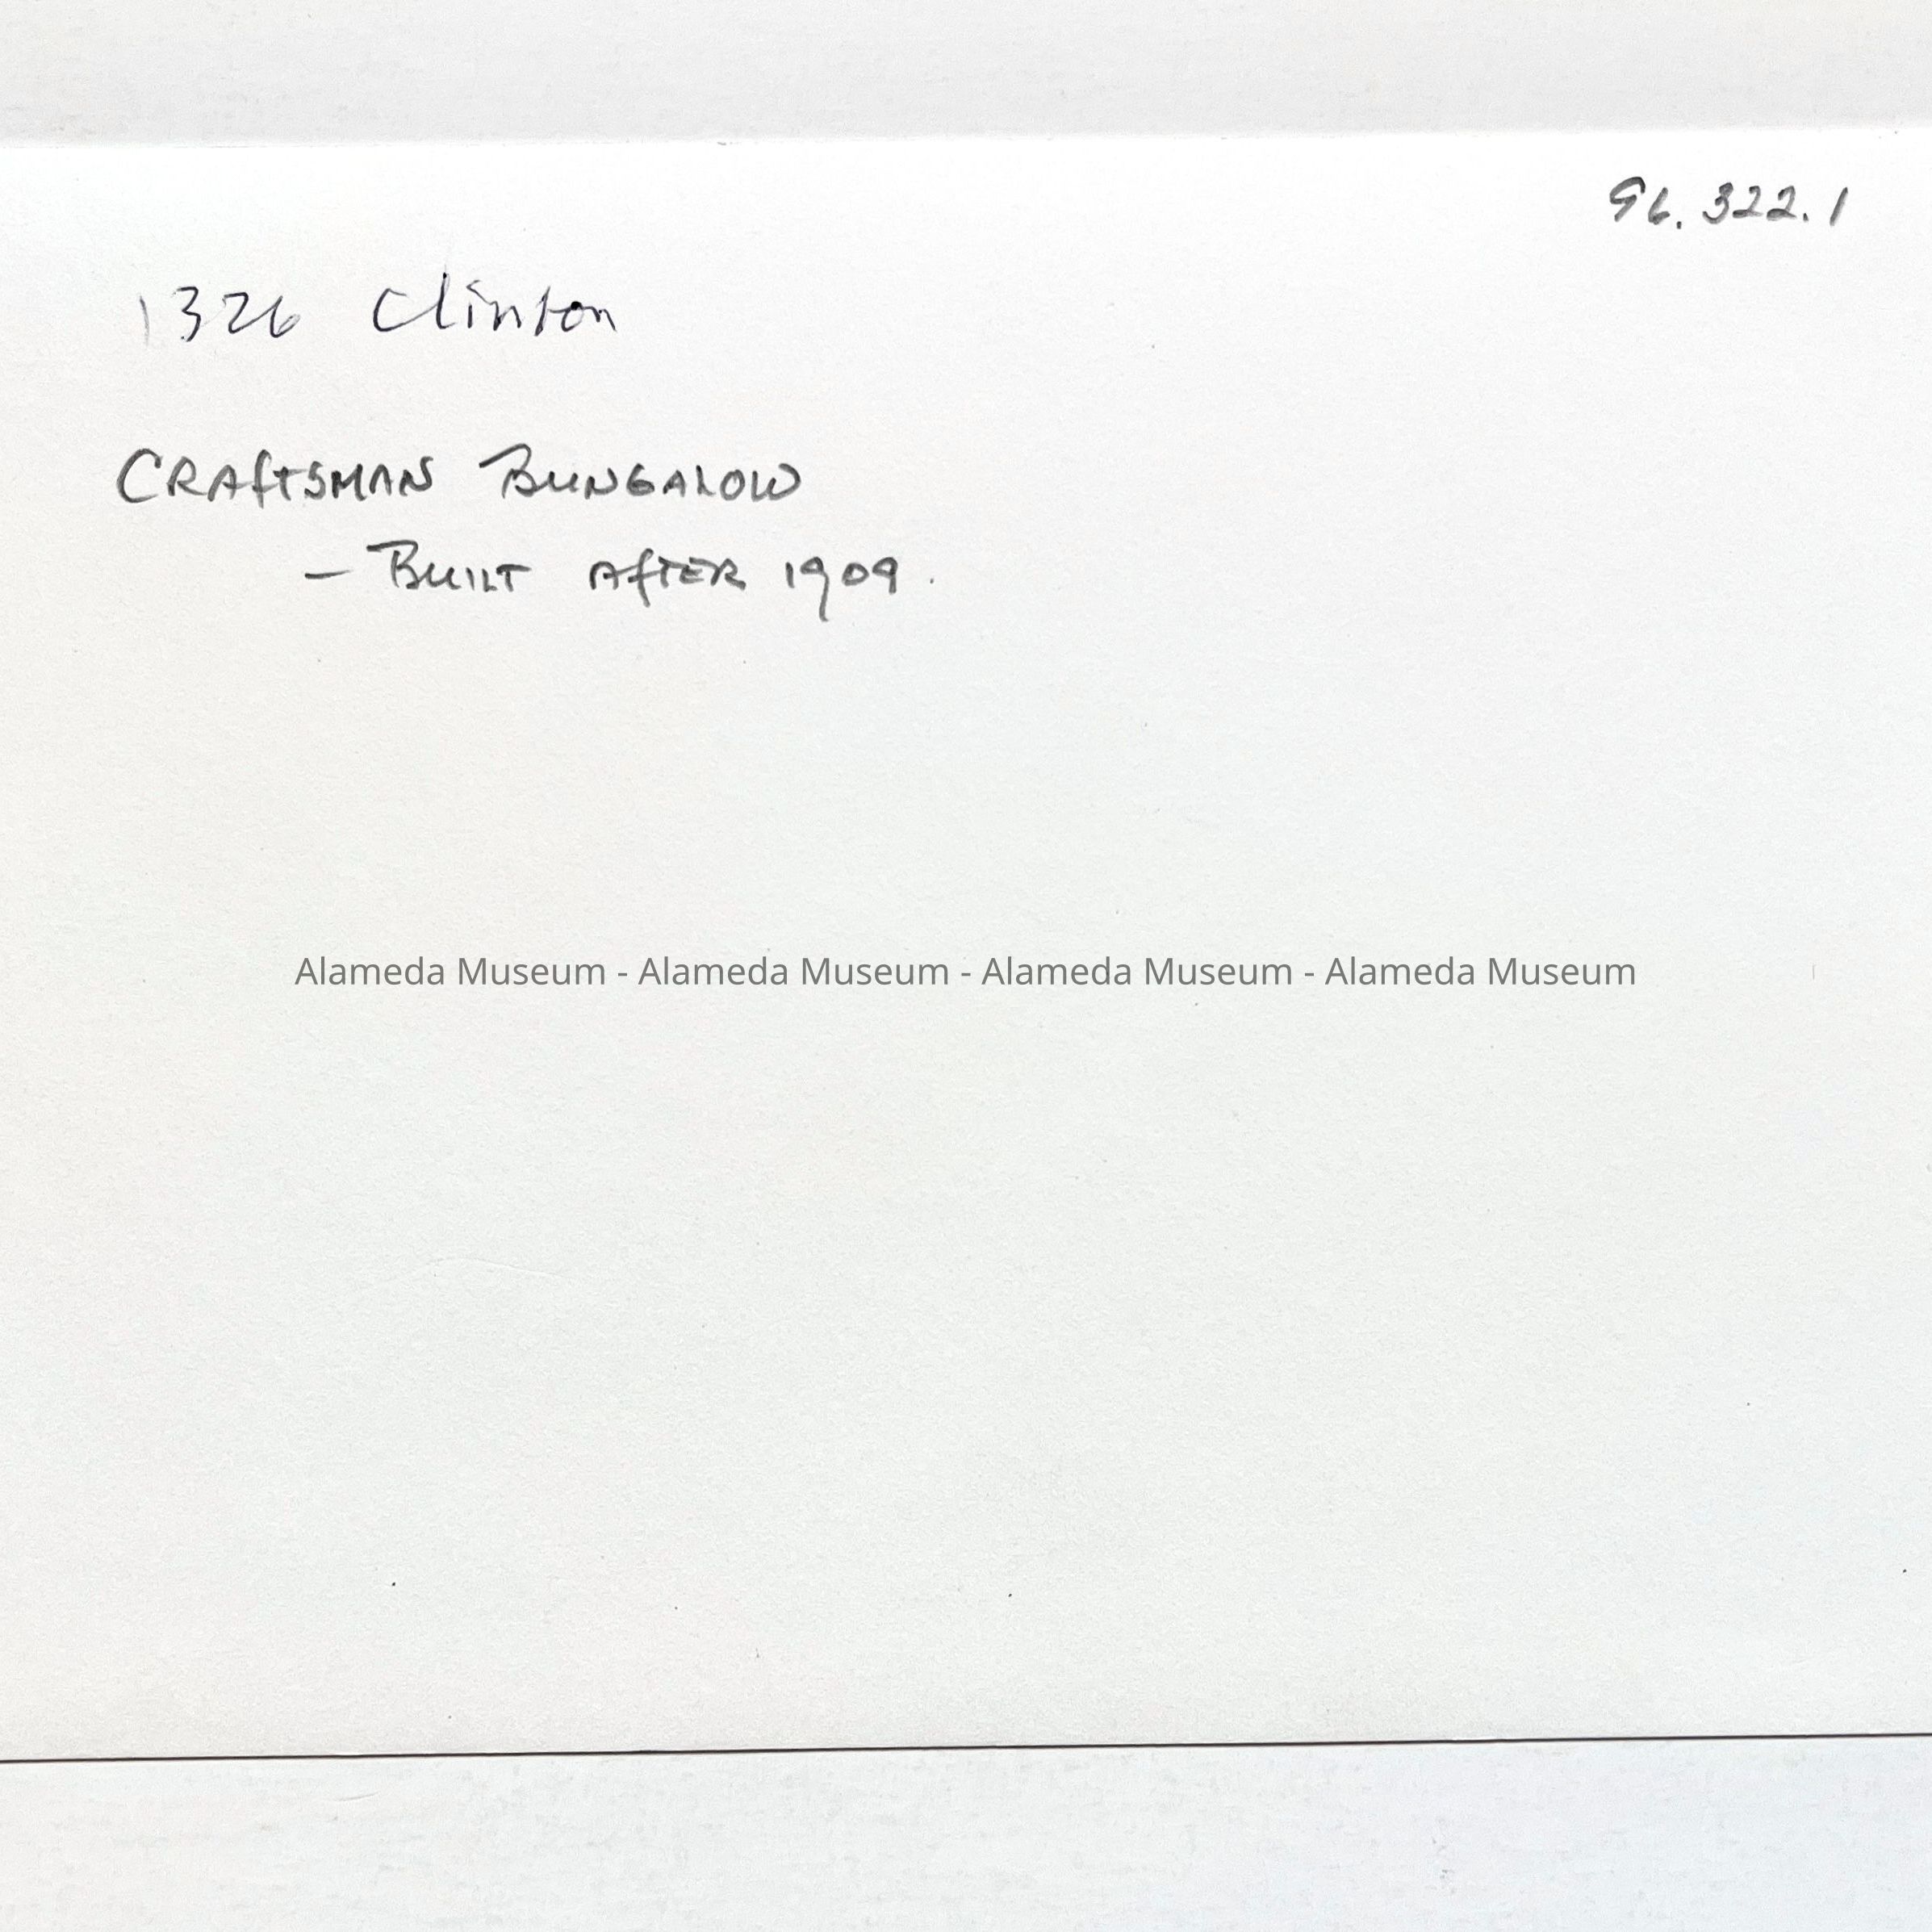 96.322.1
1326 Clinton
CRAftSMAN BUNGALOW
— BUILT AfTER 1909.
Alameda Museum - Alameda Museum - Alameda Museum - Alameda Museum